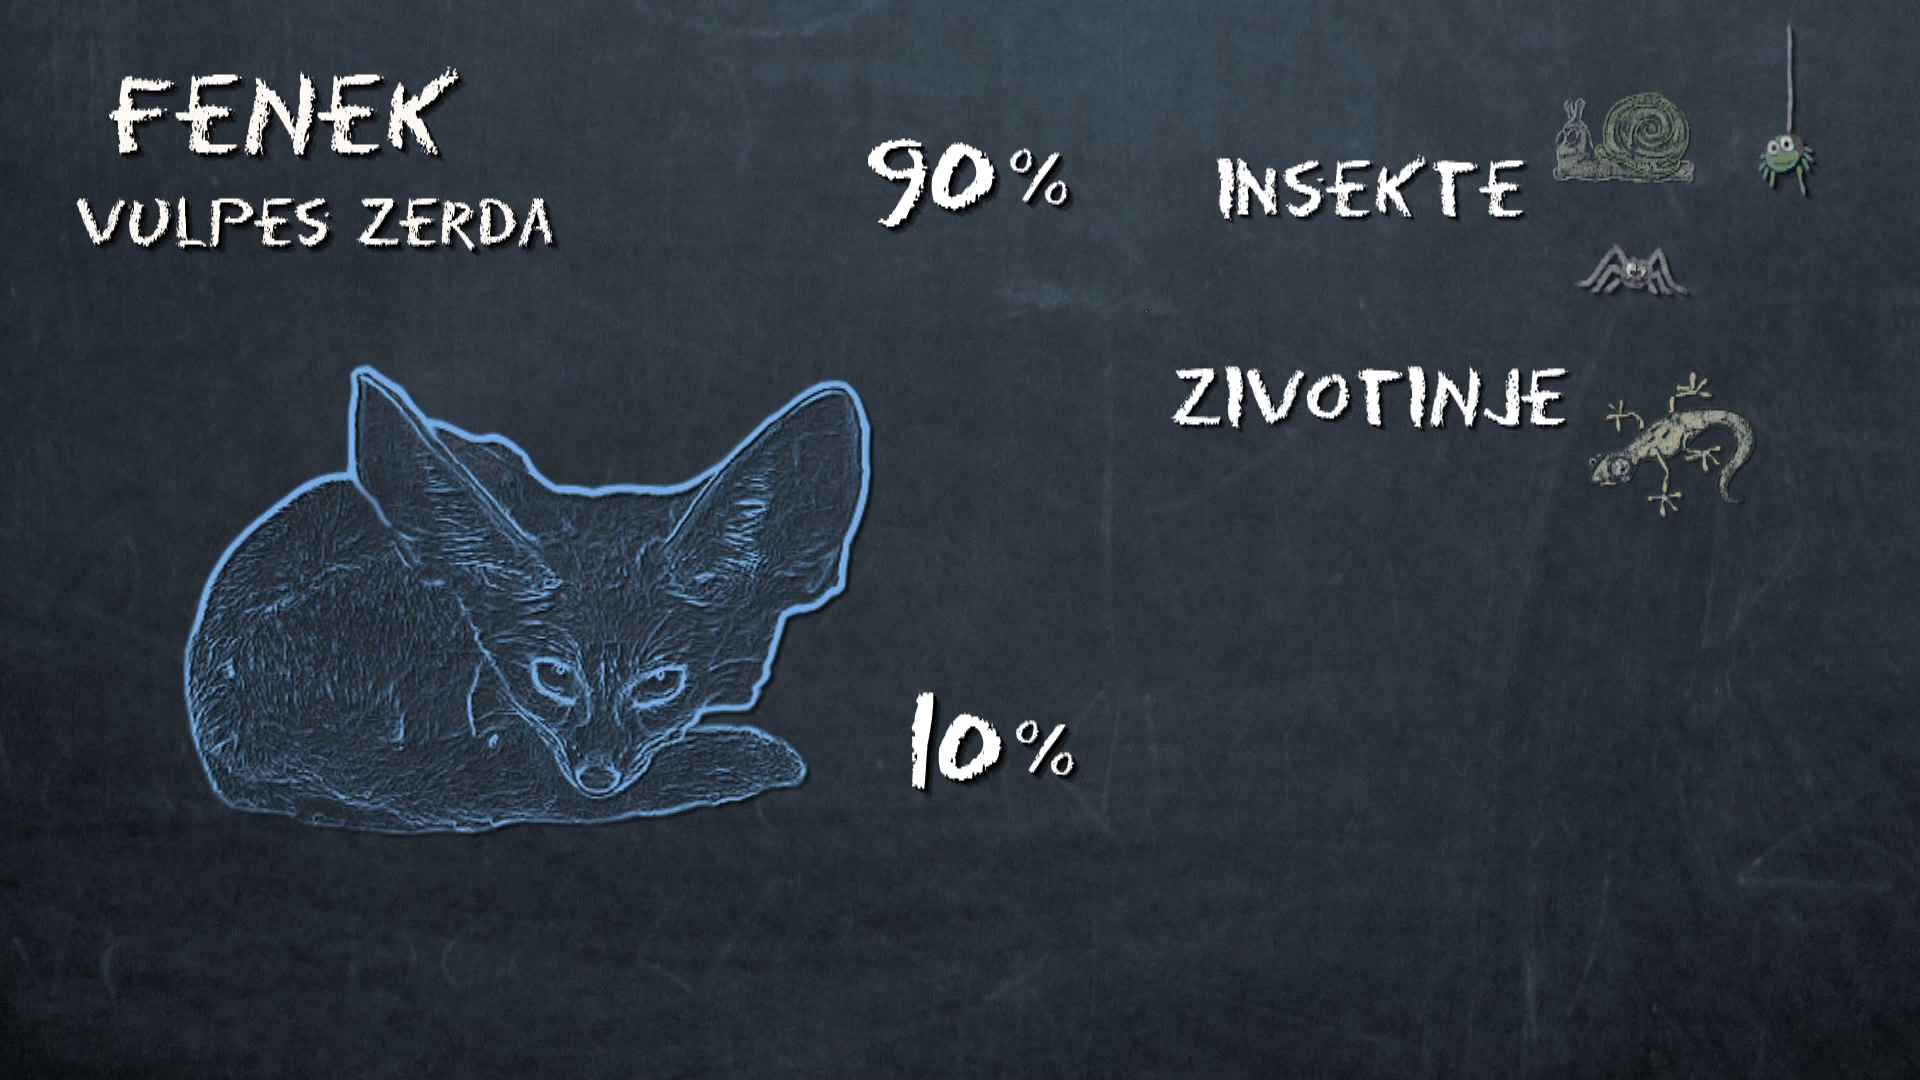 FENEK
VULPES ZERDA
90%
INSEKTE
ZIVOTINJE
10%